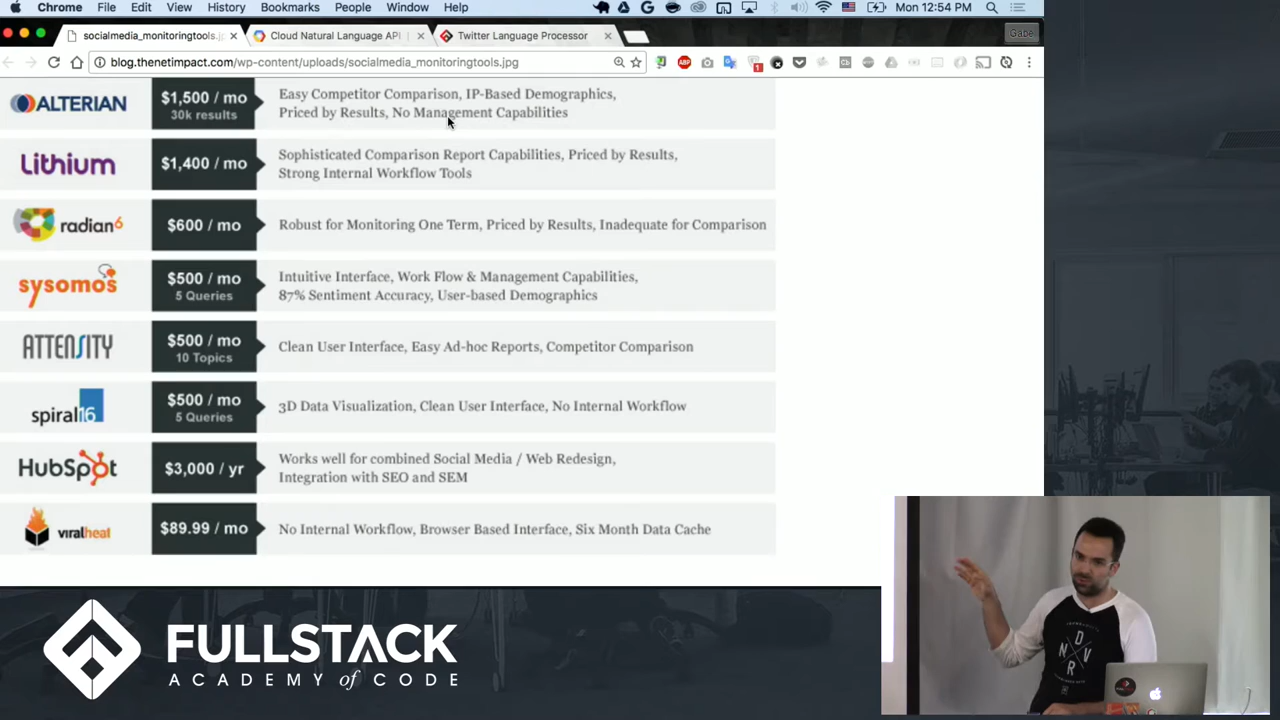 Chrome File Edit View History Bookmarks People Window Help Mon 12:54 PM
socialmedia_monitoringtools.j Cloud Natural Language API Twitter Language Processor Gabe
blog.thenetimpact.com/wp-content/uploads/socialmedia_monitoringtools.jpg
ALTERIAN
$1,500 / mo
30k results
Easy Competitor Comparison, IP-Based Demographics,
Priced by Results, No Management Capabilities
Lithium
$1,400 / mo
Sophisticated Comparison Report Capabilities, Priced by Results,
Strong Internal Workflow Tools
radian6
$600 / mo
Robust for Monitoring One Term, Priced by Results, Inadequate for Comparison
sysomos
$500 / mo
5 Queries
Intuitive Interface, Work Flow & Management Capabilities,
87% Sentiment Accuracy, User-based Demographics
ATTENSITY
$500 / mo
10 Topics
Clean User Interface, Easy Ad-hoc Reports, Competitor Comparison
spiral16
$500 / mo
5 Queries
3D Data Visualization, Clean User Interface, No Internal Workflow
HubSpot
$3,000 / yr
Works well for combined Social Media / Web Redesign,
Integration with SEO and SEM
viralheat
$89.99 / mo
No Internal Workflow, Browser Based Interface, Six Month Data Cache
FULLSTACK
ACADEMY of CODE
D
N V
R